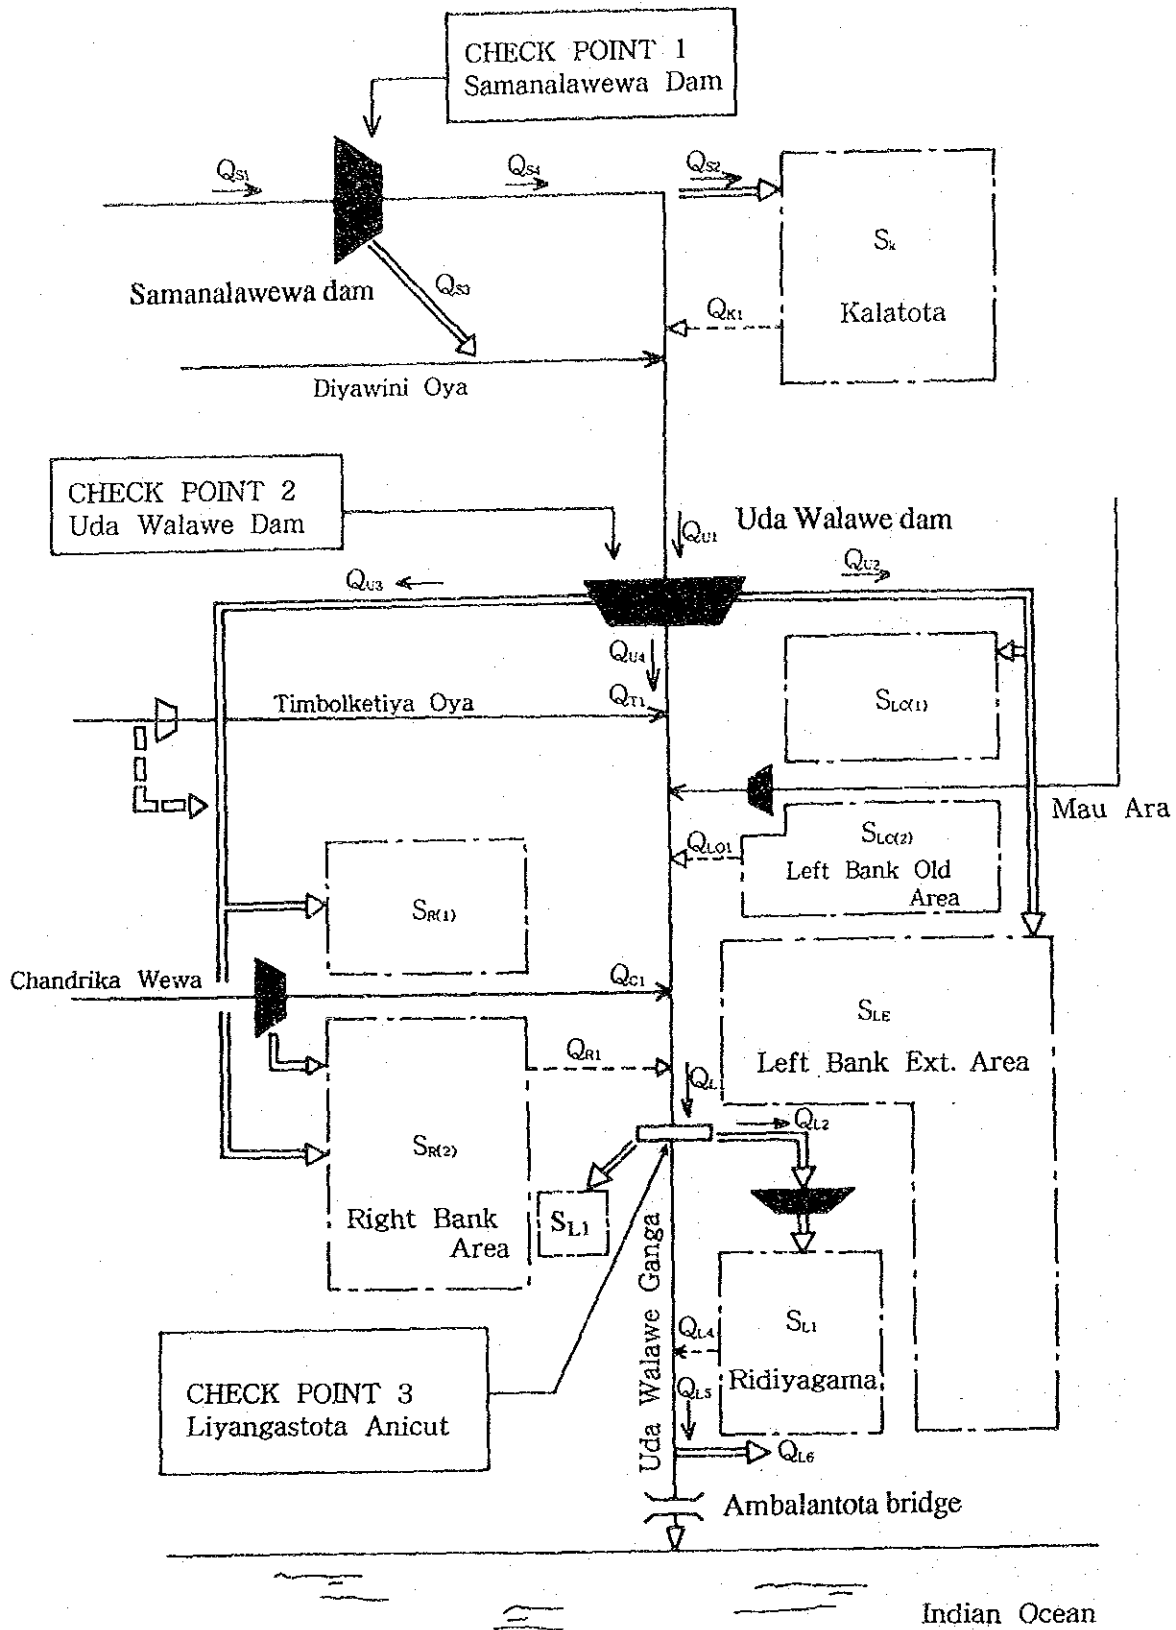 CHECK POINT 1
Samanalawewa Dam
QS1
QS4
QS2
Sk
Kalatota
QS3
Samanalawewa dam
QK1
Diyawini Oya
CHECK POINT 2
Uda Walawe Dam
QU1
Uda Walawe dam
QU3
QU2
QU4
QT1
Timbolketiya Oya
SLC(1)
Mau Ara
SLC(2)
QLO1
Left Bank Old
Area
SR(1)
Chandrika Wewa
QC1
SLE
Left Bank Ext. Area
QR1
QL
QL2
SR(2)
Right Bank
Area
SL1
Uda Walawe Ganga
SL1
QL4
Ridiyagama
CHECK POINT 3
Liyangastota Anicut
QL5
QL6
Ambalantota bridge
Indian Ocean